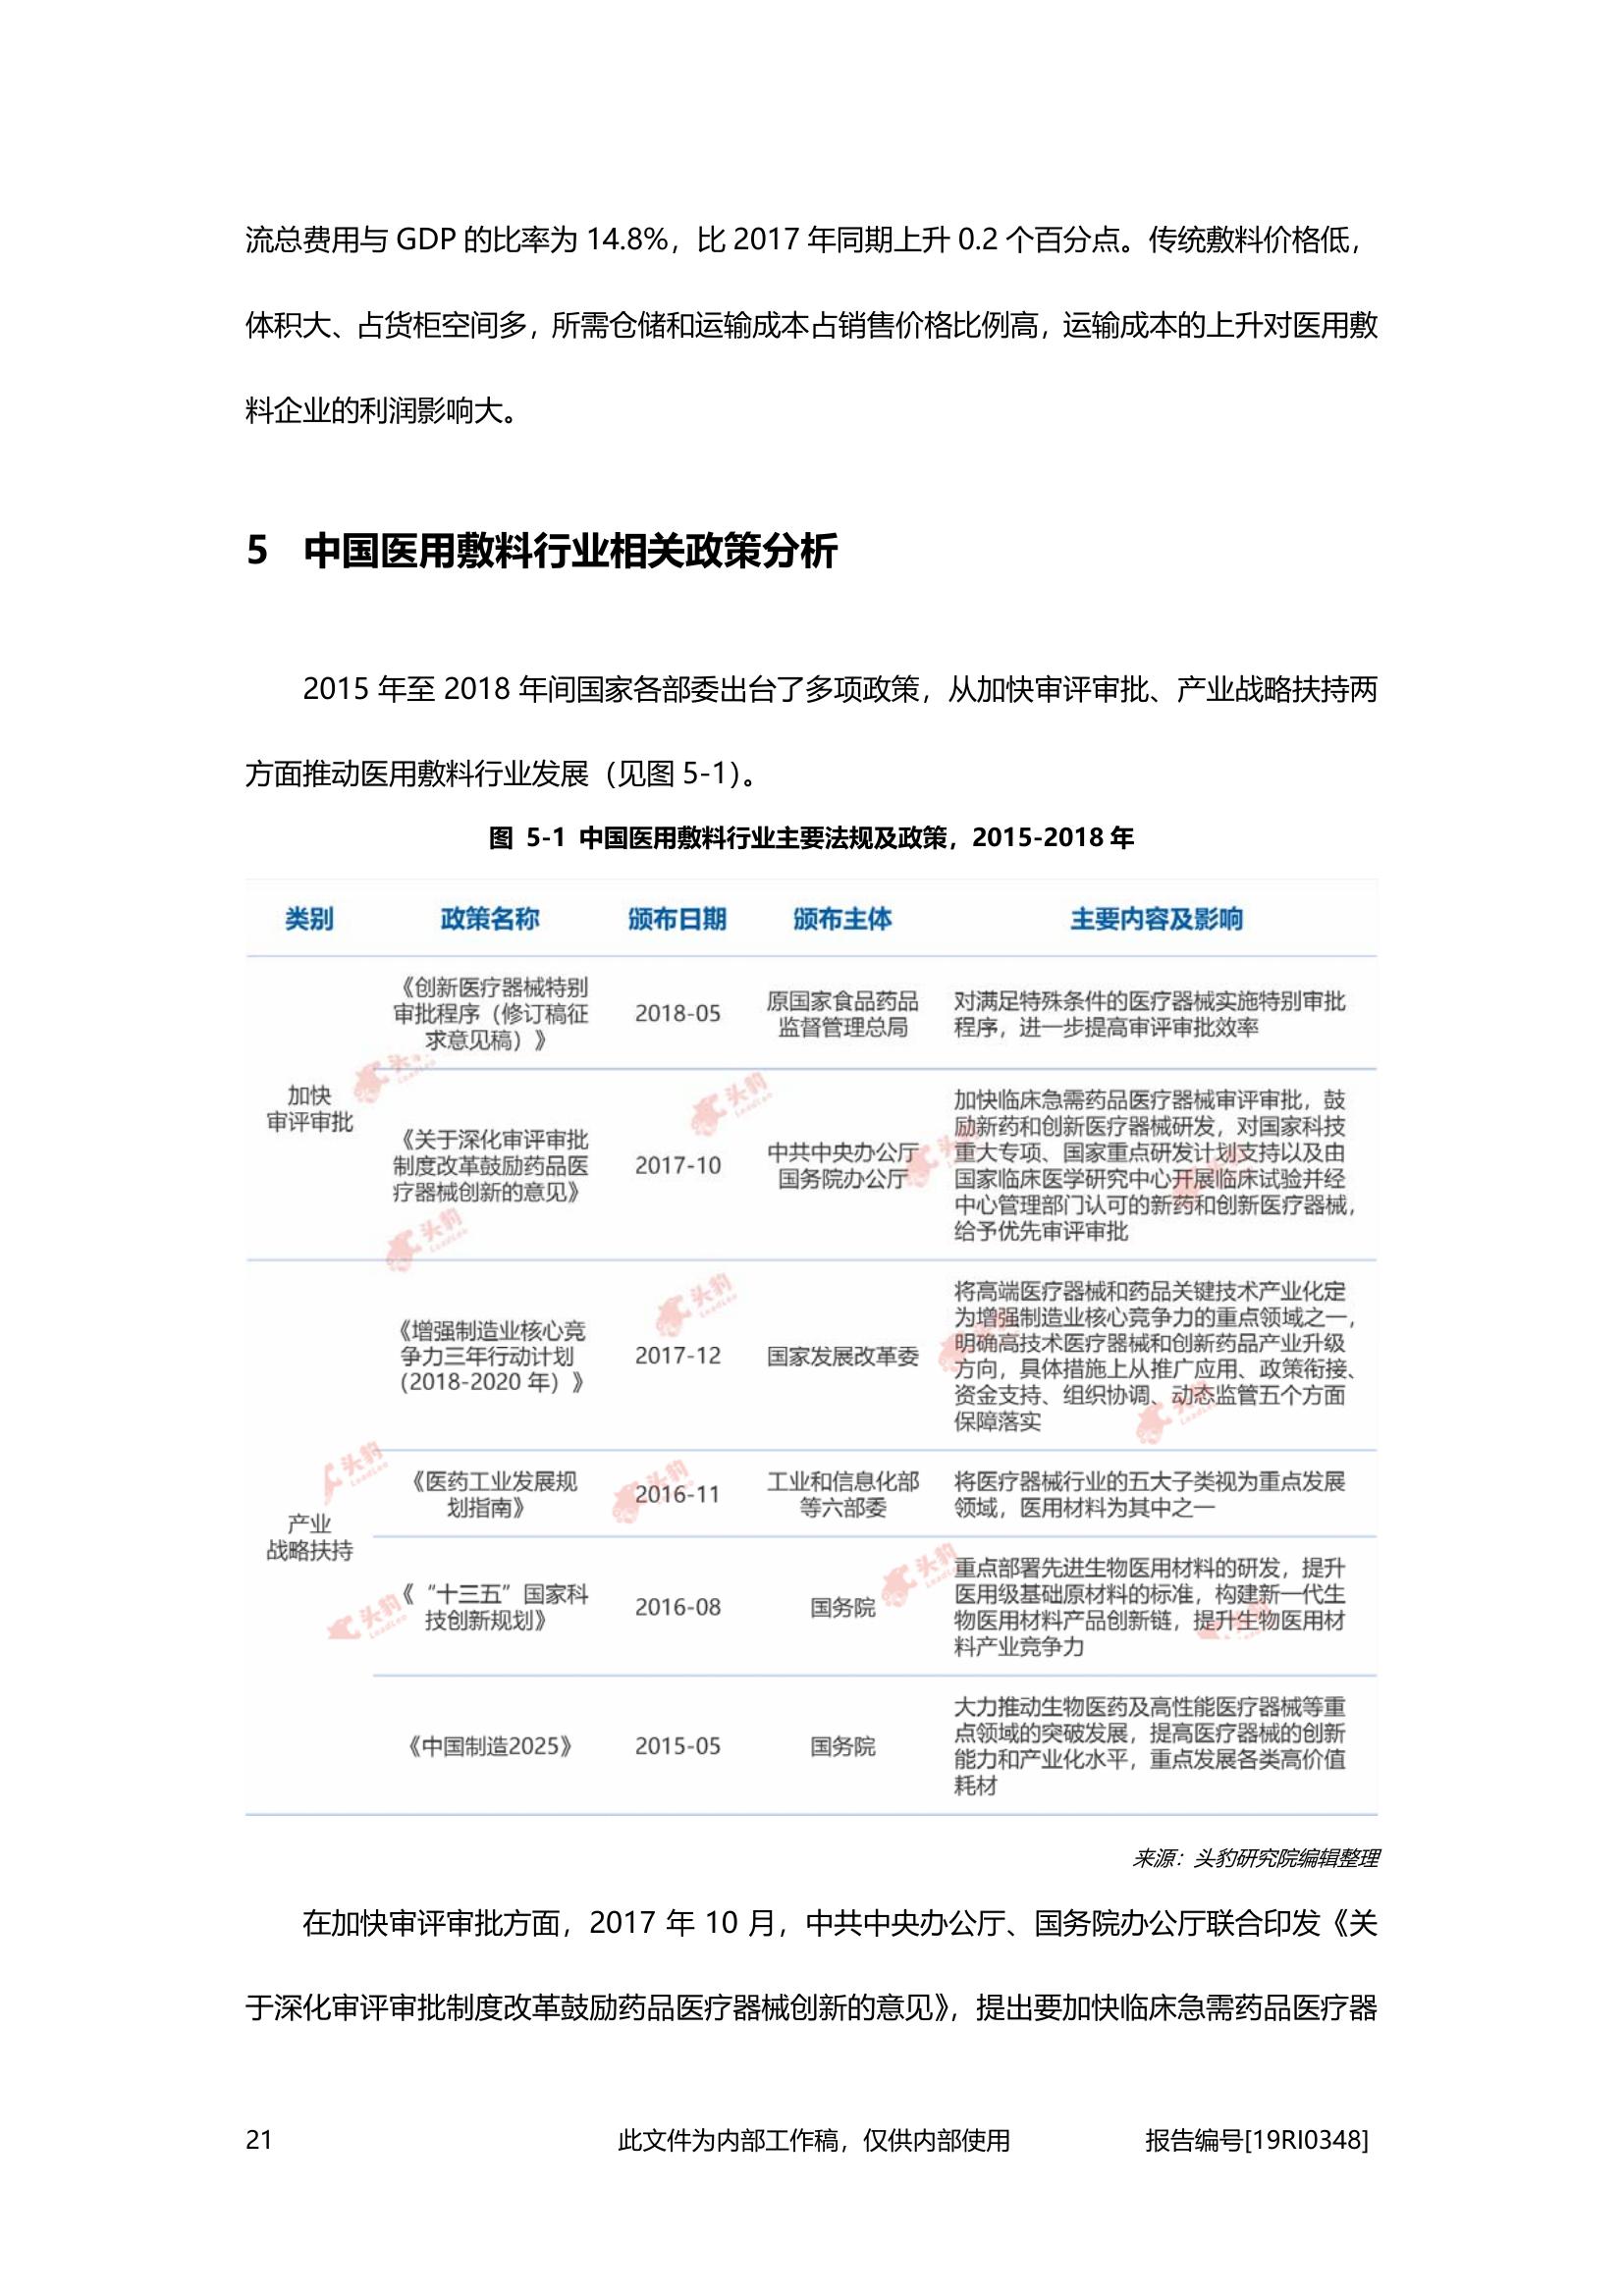 流总费用与 GDP 的比率为 14.8%，比 2017 年同期上升 0.2 个百分点。传统敷料价格低，
体积大、占货柜空间多，所需仓储和运输成本占销售价格比例高，运输成本的上升对医用敷
料企业的利润影响大。
5 中国医用敷料行业相关政策分析
2015 年至 2018 年间国家各部委出台了多项政策，从加快审评审批、产业战略扶持两
方面推动医用敷料行业发展（见图 5-1）。
图 5-1 中国医用敷料行业主要法规及政策，2015-2018 年
类别 政策名称 颁布日期 颁布主体 主要内容及影响
加快
审评审批
《创新医疗器械特别
审批程序（修订稿征
求意见稿）》
2018-05
原国家食品药品
监督管理总局
对满足特殊条件的医疗器械实施特别审批
程序，进一步提高审评审批效率
《关于深化审评审批
制度改革鼓励药品医
疗器械创新的意见》
2017-10
中共中央办公厅
国务院办公厅
加快临床急需药品医疗器械审评审批，鼓
励新药和创新医疗器械研发，对国家科技
重大专项、国家重点研发计划支持以及由
国家临床医学研究中心开展临床试验并经
中心管理部门认可的新药和创新医疗器械，
给予优先审评审批
产业
战略扶持
《增强制造业核心竞
争力三年行动计划
(2018-2020 年）》
2017-12
国家发展改革委
将高端医疗器械和药品关键技术产业化定
为增强制造业核心竞争力的重点领域之一，
明确高技术医疗器械和创新药品产业升级
方向，具体措施上从推广应用、政策衔接、
资金支持、组织协调、动态监管五个方面
保障落实
《医药工业发展规
划指南》
2016-11
工业和信息化部
等六部委
将医疗器械行业的五大子类视为重点发展
领域，医用材料为其中之一
《“十三五”国家科
技创新规划》
2016-08
国务院
重点部署先进生物医用材料的研发，提升
医用级基础原材料的标准，构建新一代生
物医用材料产品创新链，提升生物医用材
料产业竞争力
《中国制造2025》
2015-05
国务院
大力推动生物医药及高性能医疗器械等重
点领域的突破发展，提高医疗器械的创新
能力和产业化水平，重点发展各类高价值
耗材
来源：头豹研究院编辑整理
在加快审评审批方面，2017 年 10 月，中共中央办公厅、国务院办公厅联合印发《关
于深化审评审批制度改革鼓励药品医疗器械创新的意见》，提出要加快临床急需药品医疗器
21 此文件为内部工作稿，仅供内部使用 报告编号[19RI0348]